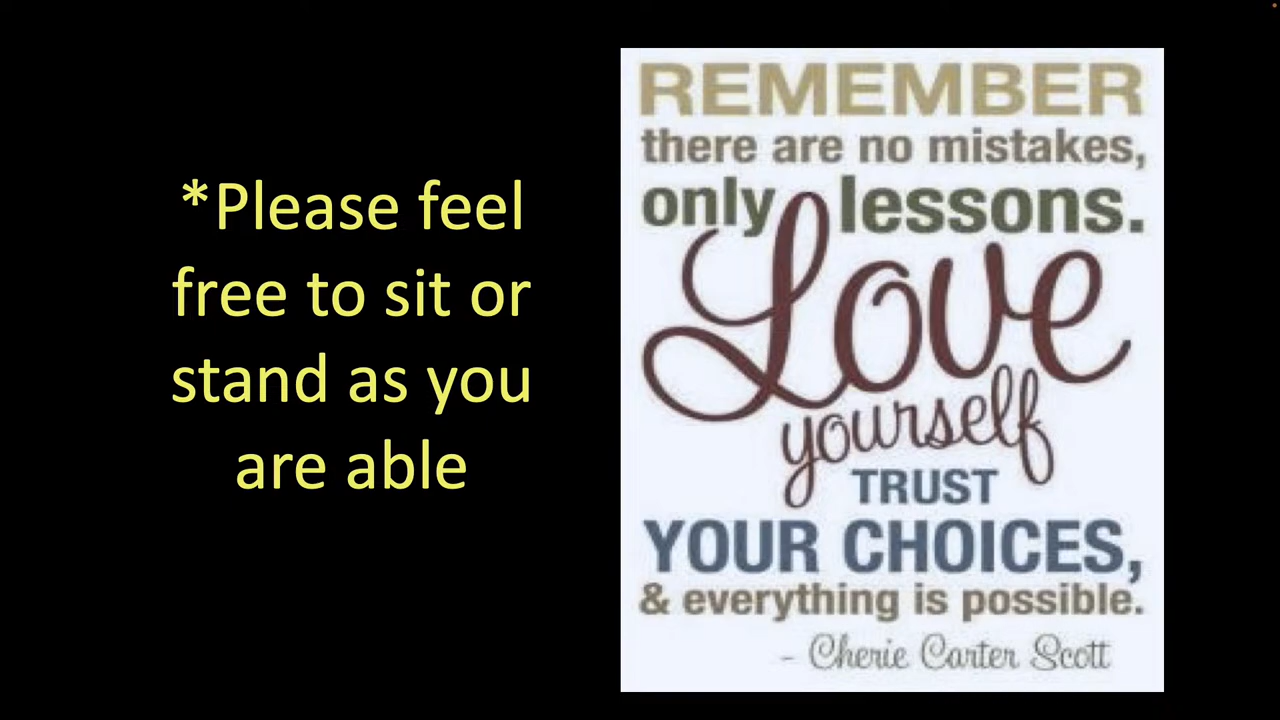 *Please feel
free to sit or
stand as you
are able
REMEMBER
there are no mistakes,
only lessons.
Love
yourself
TRUST
YOUR CHOICES,
& everything is possible.
- Cherie Carter Scott